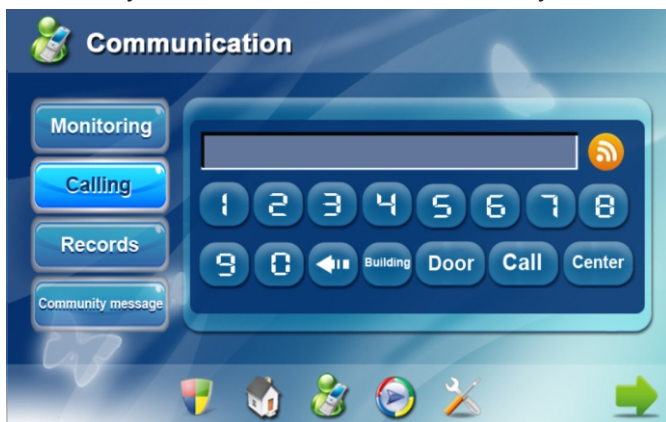 Communication
Monitoring
Calling
Records
Community message
1 2 3 4 5 6 7 8
9 0 Building Door Call Center